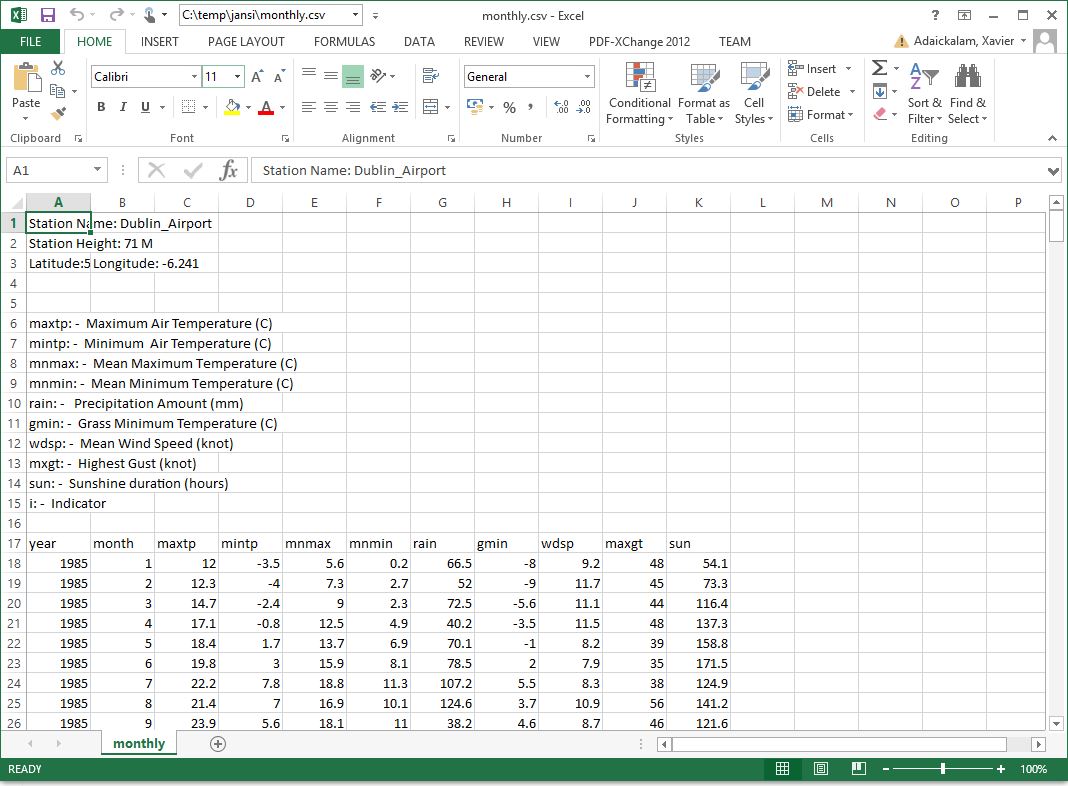 C:\temp\jansi\monthly.csv monthly.csv - Excel ?
FILE HOME INSERT PAGE LAYOUT FORMULAS DATA REVIEW VIEW PDF-XChange 2012 TEAM Adaickalam, Xavier
Paste Calibri 11 A A General Conditional Formatting Format as Table Cell Styles Insert Sort & Filter Find & Select
B I U A % , Delete
Format
Clipboard Font Alignment Number Styles Cells Editing
A1 fx Station Name: Dublin_Airport
A B C D E F G H I J K L M N O P
1 Station Name: Dublin_Airport
2 Station Height: 71 M
3 Latitude:5 Longitude: -6.241
4
5
6 maxtp: - Maximum Air Temperature (C)
7 mintp: - Minimum  Air Temperature (C)
8 mnmax: - Mean Maximum Temperature (C)
9 mnmin: - Mean Minimum Temperature (C)
10 rain: - Precipitation Amount (mm)
11 gmin: - Grass Minimum Temperature (C)
12 wdsp: - Mean Wind Speed (knot)
13 mxgt: - Highest Gust (knot)
14 sun: - Sunshine duration (hours)
15 i: - Indicator
16
17 year month maxtp mintp mnmax mnmin rain gmin wdsp maxgt sun
18 1985 1 12 -3.5 5.6 0.2 66.5 -8 9.2 48 54.1
19 1985 2 12.3 -4 7.3 2.7 52 -9 11.7 45 73.3
20 1985 3 14.7 -2.4 9 2.3 72.5 -5.6 11.1 44 116.4
21 1985 4 17.1 -0.8 12.5 4.9 40.2 -3.5 11.5 48 137.3
22 1985 5 18.4 1.7 13.7 6.9 70.1 -1 8.2 39 158.8
23 1985 6 19.8 3 15.9 8.1 78.5 2 7.9 35 171.5
24 1985 7 22.2 7.8 18.8 11.3 107.2 5.5 8.3 38 124.9
25 1985 8 21.4 7 16.9 10.1 124.6 3.7 10.9 56 141.2
26 1985 9 23.9 5.6 18.1 11 38.2 4.6 8.7 46 121.6
monthly
READY 100%